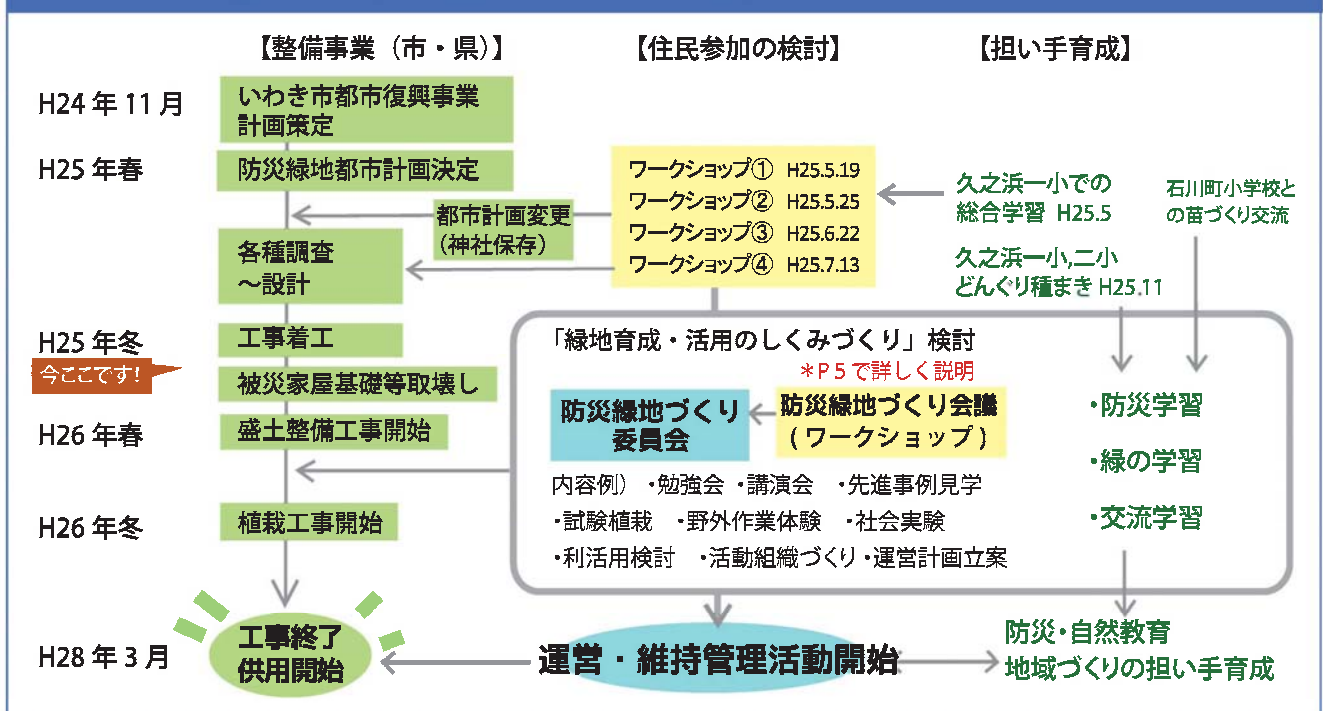 【整備事業(市・県)】
【住民参加の検討】
【担い手育成】
H24年11月
いわき市都市復興事業
計画策定
H25年春
防災緑地都市計画決定
都市計画変更
(神社保存)
各種調査
〜設計
ワークショップ① H25.5.19
ワークショップ② H25.5.25
ワークショップ③ H25.6.22
ワークショップ④ H25.7.13
久之浜一小での
総合学習 H25.5
石川町小学校と
の苗づくり交流
久之浜一小,二小
どんぐり種まき H25.11
H25年冬
工事着工
今ここです!
被災家屋基礎等取壊し
H26年春
盛土整備工事開始
H26年冬
植栽工事開始
「緑地育成・活用のしくみづくり」検討
*P5で詳しく説明
防災緑地づくり
委員会
防災緑地づくり会議
(ワークショップ)
内容例) ・勉強会 ・講演会 ・先進事例見学
・試験植栽 ・野外作業体験 ・社会実験
・利活用検討 ・活動組織づくり ・運営計画立案
・防災学習
・緑の学習
・交流学習
H28年3月
工事終了
供用開始
運営・維持管理活動開始
防災・自然教育
地域づくりの担い手育成